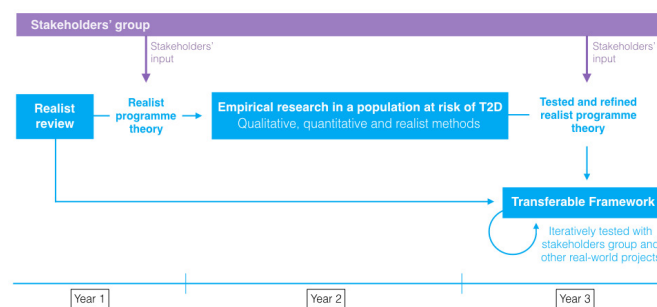 Stakeholders' group
Stakeholders'
input
Stakeholders'
input
Realist
review
Realist
programme
theory
Empirical research in a population at risk of T2D
Qualitative, quantitative and realist methods
Tested and refined
realist programme
theory
Transferable Framework
Iteratively tested with
stakeholders group and
other real-world projects
Year 1
Year 2
Year 3